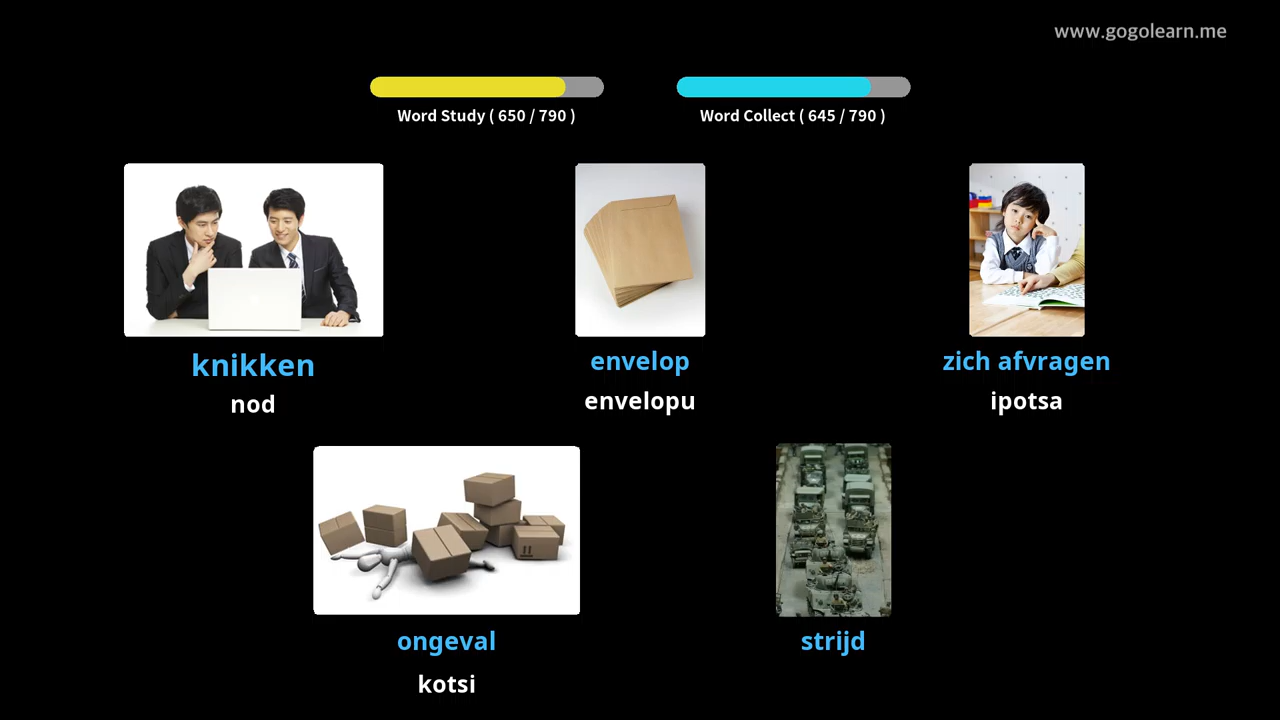 www.gogolearn.me
Word Study ( 650 / 790 )
Word Collect ( 645 / 790 )
knikken
nod
envelop
envelopu
zich afvragen
ipotsa
ongeval
kotsi
strijd